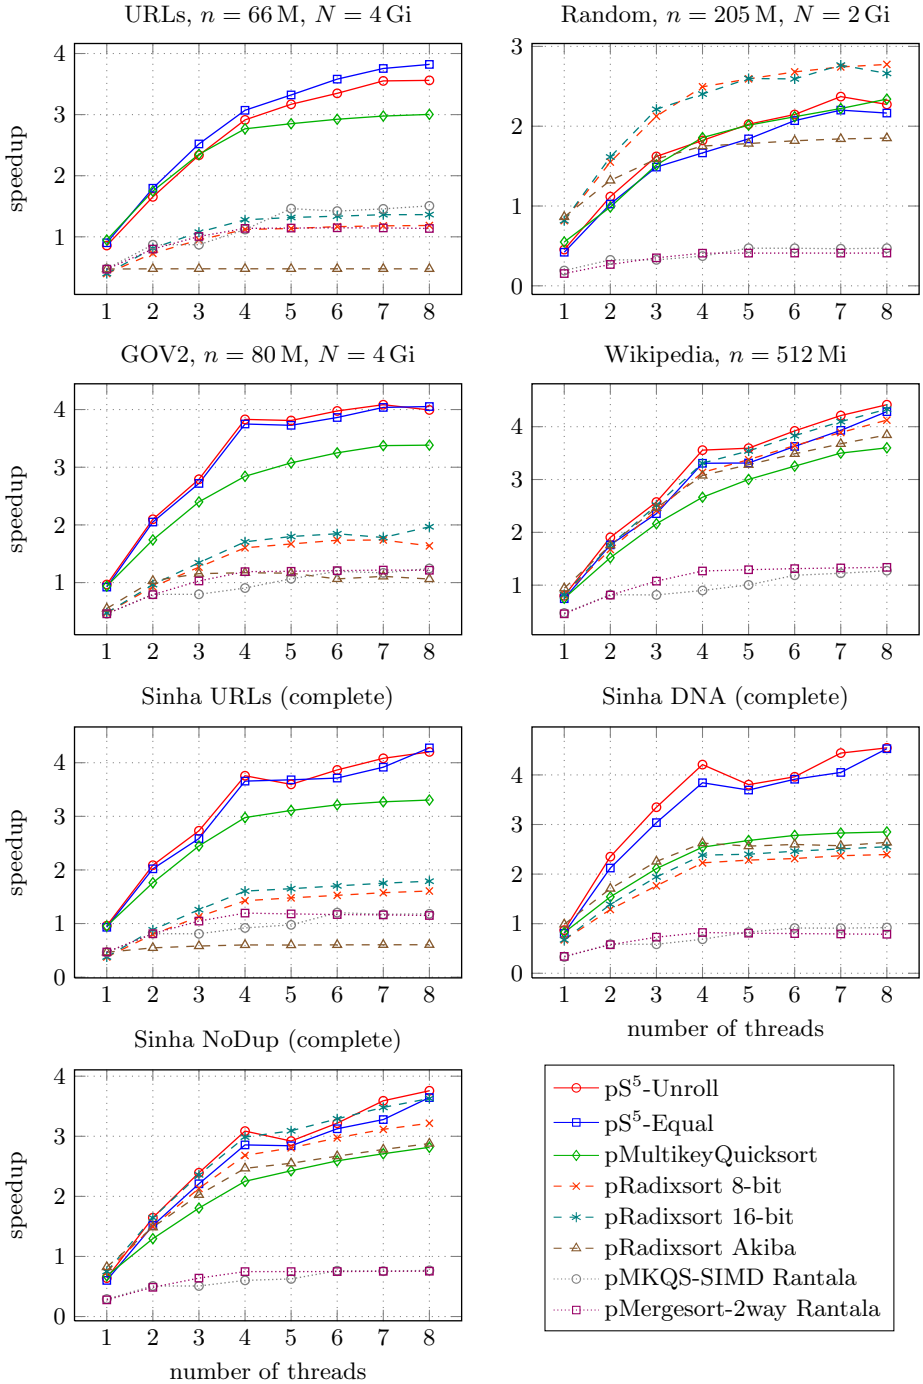 URLs, n = 66 M, N = 4 Gi
Random, n = 205 M, N = 2 Gi
speedup
4
3
2
1
1 2 3 4 5 6 7 8
3
2
1
0
1 2 3 4 5 6 7 8
GOV2, n = 80 M, N = 4 Gi
Wikipedia, n = 512 Mi
speedup
4
3
2
1
1 2 3 4 5 6 7 8
4
3
2
1
1 2 3 4 5 6 7 8
Sinha URLs (complete)
Sinha DNA (complete)
speedup
4
3
2
1
0
1 2 3 4 5 6 7 8
4
3
2
1
0
1 2 3 4 5 6 7 8
number of threads
Sinha NoDup (complete)
speedup
4
3
2
1
0
1 2 3 4 5 6 7 8
number of threads
pS⁵-Unroll
pS⁵-Equal
pMultikeyQuicksort
pRadixsort 8-bit
pRadixsort 16-bit
pRadixsort Akiba
pMKQS-SIMD Rantala
pMergesort-2way Rantala